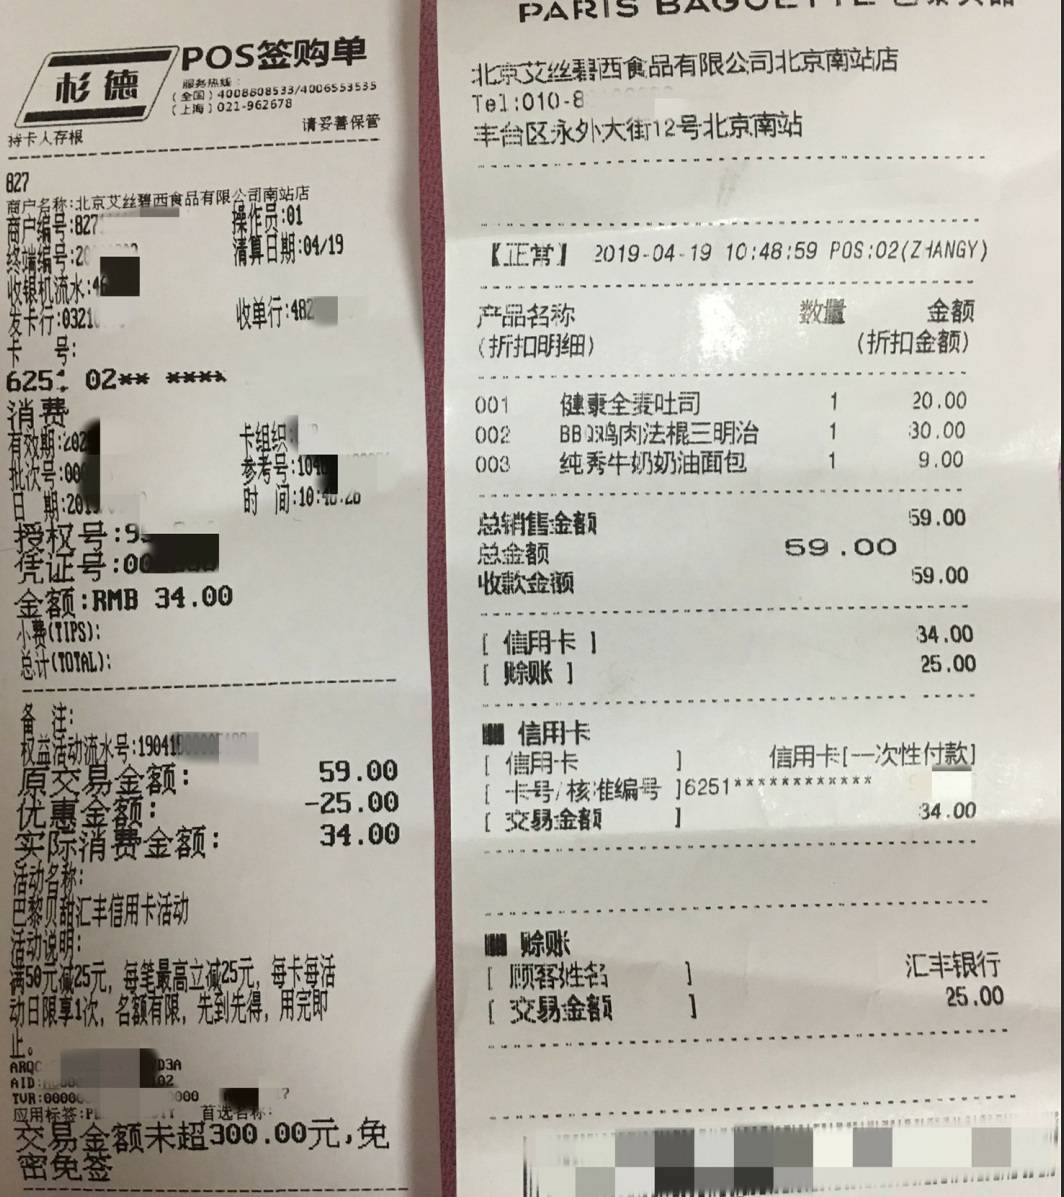 杉德
POS签购单
服务热线:
(全国)4008808533/4006553535
(上海)021-962678
持卡人存根
请妥善保管
827
商户名称:北京艾丝碧西食品有限公司南站店
商户编号:827
操作员:01
终端编号:20
清算日期:04/19
收银机流水:46
发卡行:0321
收单行:482
卡 号:
6251 02** ****
消费
有效期:202
卡组织
批次号:00
参考号:104
日 期:201
时 间:10:
授权号:9
凭证号:00
金额:RMB 34.00
小费(TIPS):
总计(TOTAL):
备 注:
权益活动流水号:19041
原交易金额: 59.00
优惠金额: -25.00
实际消费金额: 34.00
活动名称:
巴黎贝甜汇丰信用卡活动
活动说明:
满50元减25元，每笔最高立减25元，每卡每活
动日限享1次，名额有限，先到先得，用完即
止。
ARQC D3A
AID: 02
TVR:00000 000
应用标签:P 首选名称:
交易金额未超300.00元,免
密免签
PARIS BAGUETTE
北京艾丝碧西食品有限公司北京南站店
Tel:010-8
丰台区永外大街12号北京南站
【正常】 2019-04-19 10:48:59 POS:02(ZHANGY)
产品名称 数量 金额
(折扣明细) (折扣金额)
001 健康全麦吐司 1 20.00
002 BBQ鸡肉法棍三明治 1 30.00
003 纯秀牛奶奶油面包 1 9.00
总销售金额 59.00
总金额 59.00
收款金额 59.00
[ 信用卡 ] 34.00
[ 赊账 ] 25.00
信用卡
[ 信用卡 ] 信用卡[一次性付款]
[ 卡号/核准编号 ]6251************
[ 交易金额 ] 34.00
赊账
[ 顾客姓名 ] 汇丰银行
[ 交易金额 ] 25.00